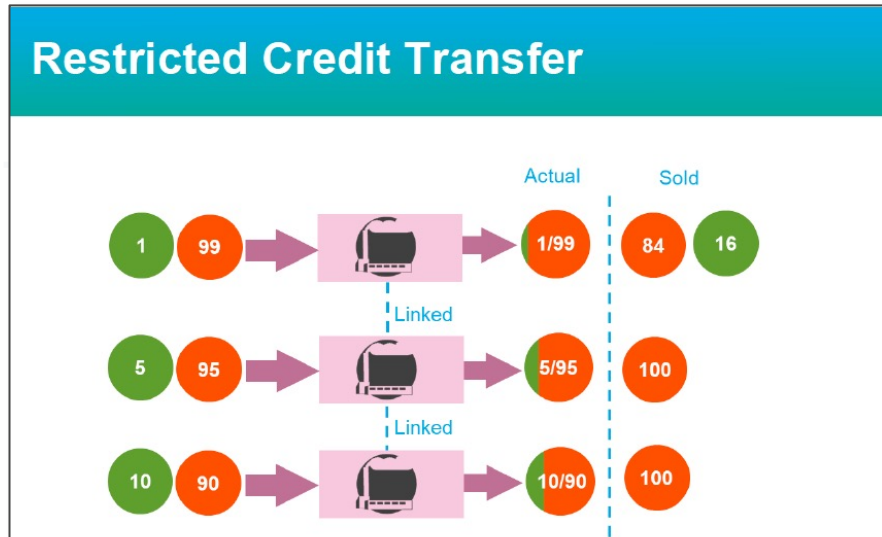 Restricted Credit Transfer
Actual Sold
1 99 1/99 84 16
Linked
5 95 5/95 100
Linked
10 90 10/90 100